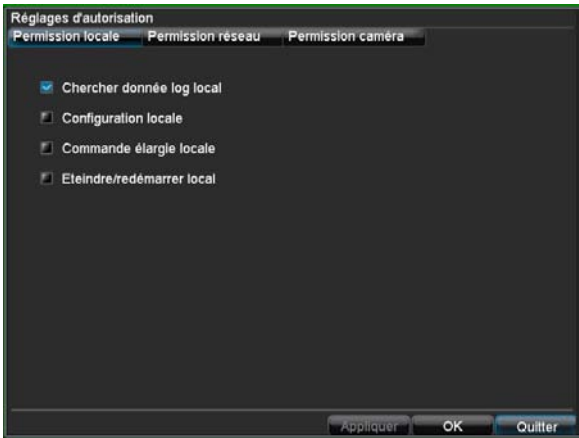 Réglages d'autorisation
Permission locale Permission réseau Permission caméra
Chercher donnée log local
Configuration locale
Commande élargie locale
Eteindre/redémarrer local
Appliquer OK Quitter